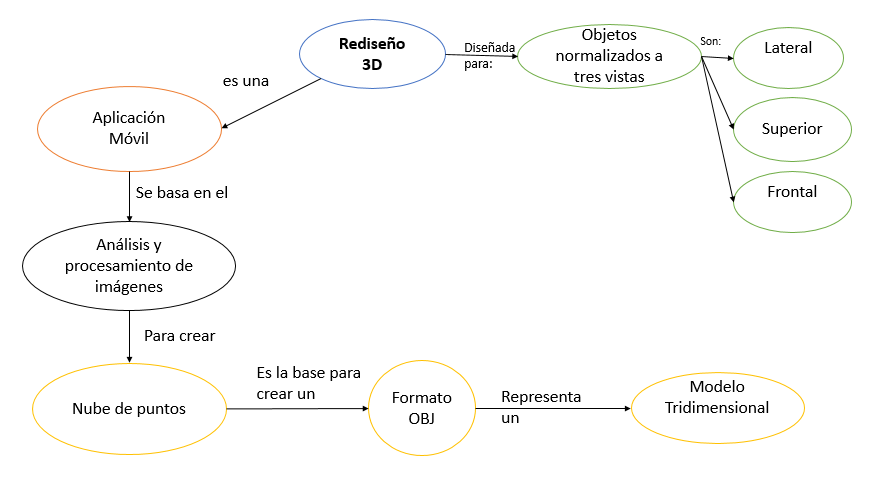 Rediseño
3D
Diseñada
para:
Objetos
normalizados a
tres vistas
Son:
Lateral
Superior
Frontal
es una
Aplicación
Móvil
Se basa en el
Análisis y
procesamiento de
imágenes
Para crear
Nube de puntos
Es la base para
crear un
Formato
OBJ
Representa
un
Modelo
Tridimensional